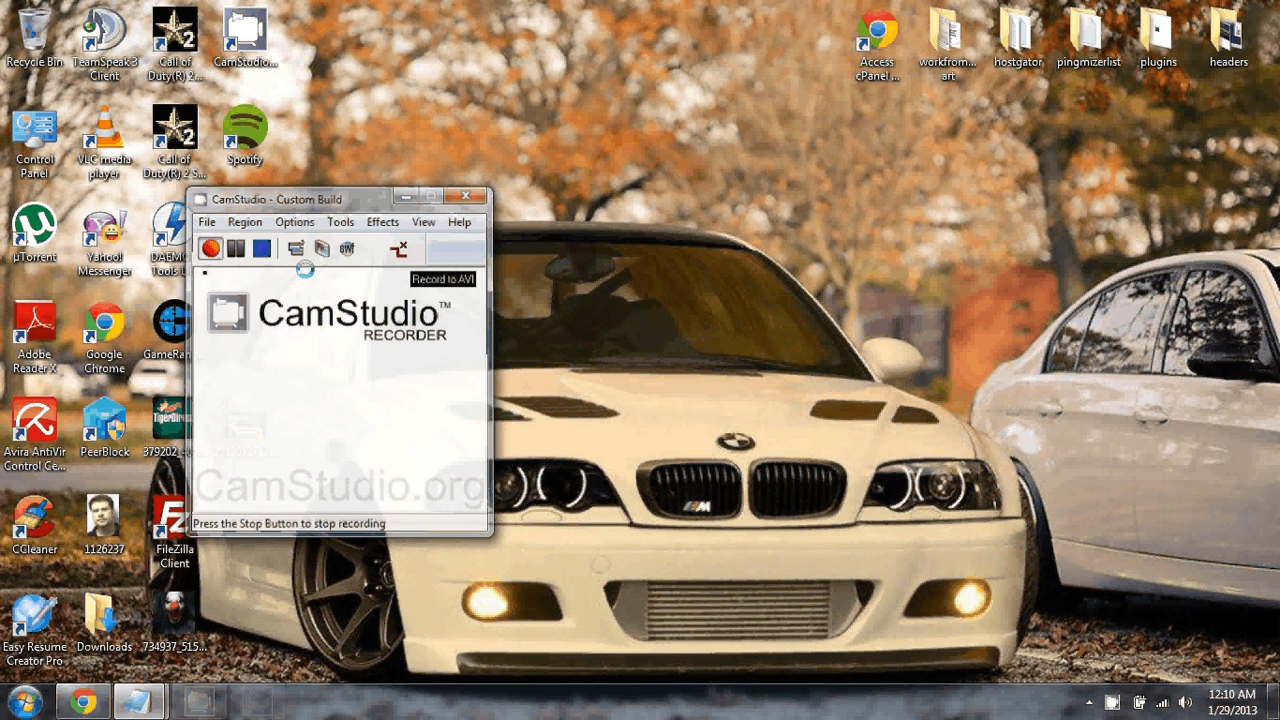 Recycle Bin
TeamSpeak 3
Client
Call of
Duty(R) 2...
CamStudio...
Access
cPanel ...
workfrom...
art
hostgator
pingmizerlist
plugins
headers
Control
Panel
VLC media
player
Call of
Duty(R) 2 S...
Spotify
CamStudio - Custom Build
File Region Options Tools Effects View Help
Record to AVI
CamStudio™
RECORDER
µTorrent
Yahoo!
Messenger
DAEM
Tools Li
Adobe
Reader X
Google
Chrome
GameRan
Avira AntiVir
Control Ce...
PeerBlock
379202
CamStudio.org
Press the Stop Button to stop recording
CCleaner
1126237
FileZilla
Client
Easy Resume
Creator Pro
Downloads
734937_515...
12:10 AM
1/29/2013